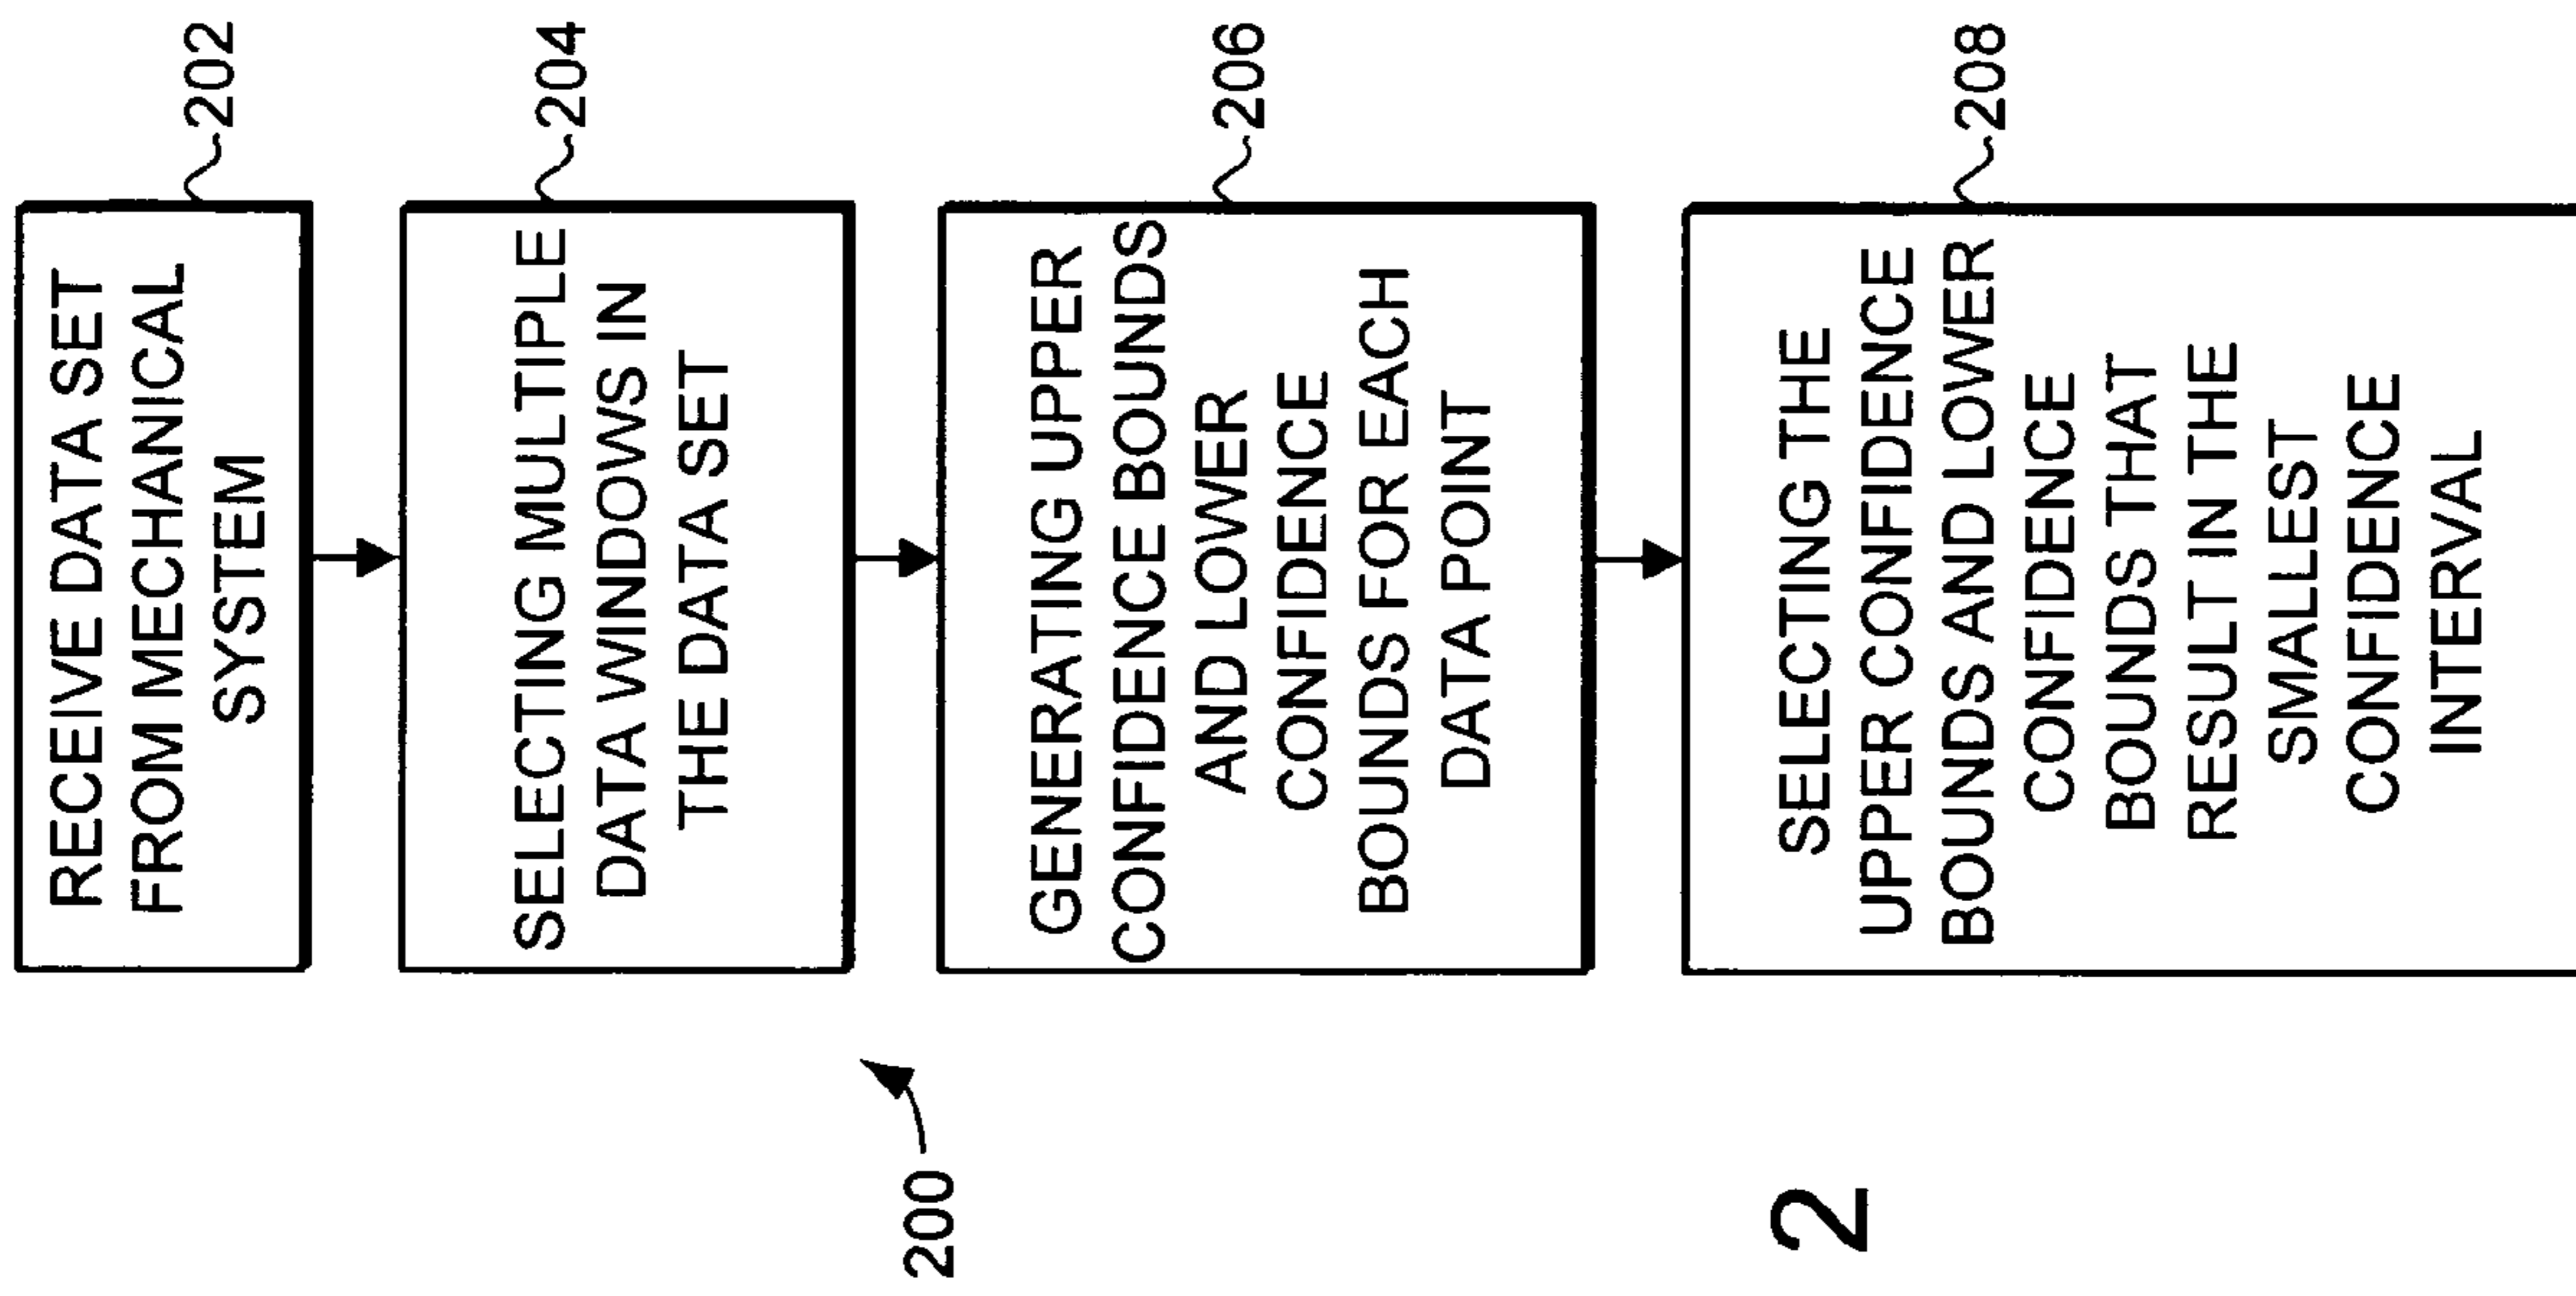 RECEIVE DATA SET
FROM MECHANICAL
SYSTEM
202
SELECTING MULTIPLE
DATA WINDOWS IN
THE DATA SET
204
GENERATING UPPER
CONFIDENCE BOUNDS
AND LOWER
CONFIDENCE
BOUNDS FOR EACH
DATA POINT
206
SELECTING THE
UPPER CONFIDENCE
BOUNDS AND LOWER
CONFIDENCE
BOUNDS THAT
RESULT IN THE
SMALLEST
CONFIDENCE
INTERVAL
208
200
2